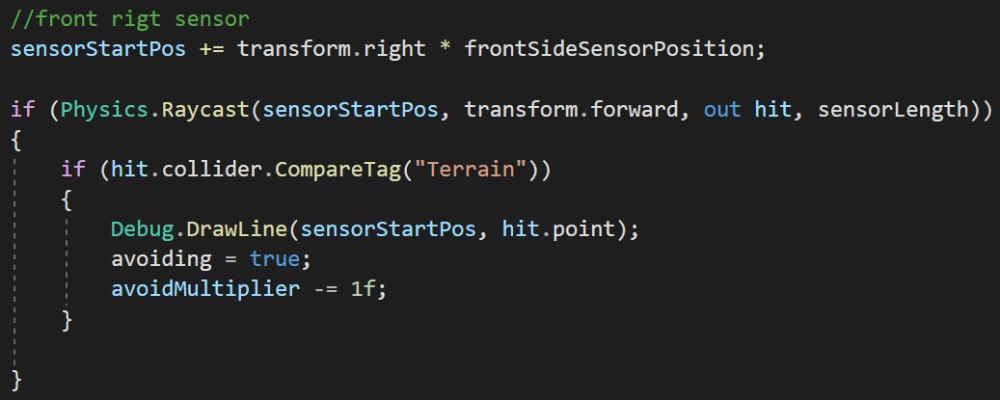 //front rigt sensor
sensorStartPos += transform.right * frontSideSensorPosition;
if (Physics.Raycast(sensorStartPos, transform.forward, out hit, sensorLength))
{
if (hit.collider.CompareTag("Terrain"))
{
Debug.DrawLine(sensorStartPos, hit.point);
avoiding = true;
avoidMultiplier -= 1f;
}
}